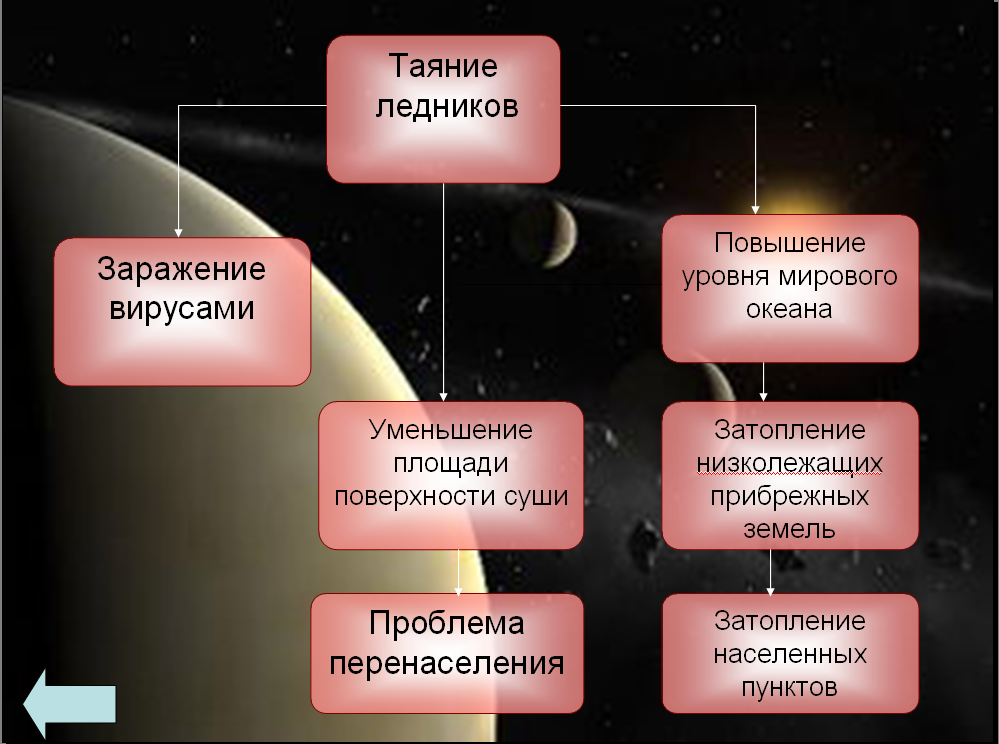 Таяние
ледников
Заражение
вирусами
Повышение
уровня мирового
океана
Уменьшение
площади
поверхности суши
Затопление
низколежащих
прибрежных
земель
Проблема
перенаселения
Затопление
населенных
пунктов